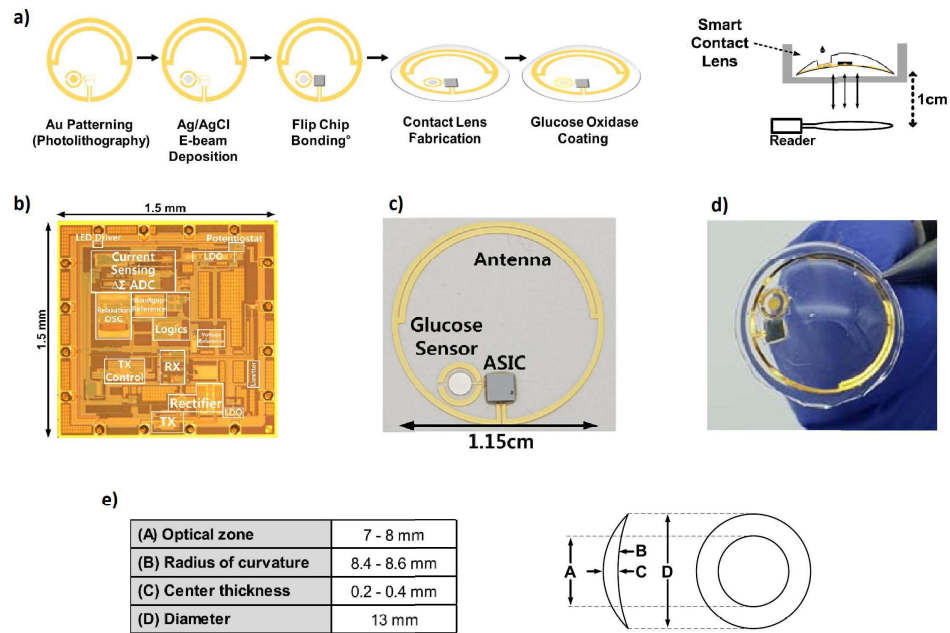 a)
Au Patterning
(Photolithography)
Ag/AgCl
E-beam
Deposition
Flip Chip
Bonding°
Contact Lens
Fabrication
Glucose Oxidase
Coating
Smart
Contact
Lens
1cm
Reader
b)
1.5 mm
1.5 mm
LED Driver
Potentiostat
Current
Sensing
ΔΣ ADC
LDO
Bandgap
Reference
Relaxation
OSC
Logics
Voltage
Reference
TX
Control
RX
Limiter
Rectifier
LDO
TX
c)
Antenna
Glucose
Sensor
ASIC
1.15cm
d)
e)
(A) Optical zone 7 - 8 mm
(B) Radius of curvature 8.4 - 8.6 mm
(C) Center thickness 0.2 - 0.4 mm
(D) Diameter 13 mm
A
B
C
D